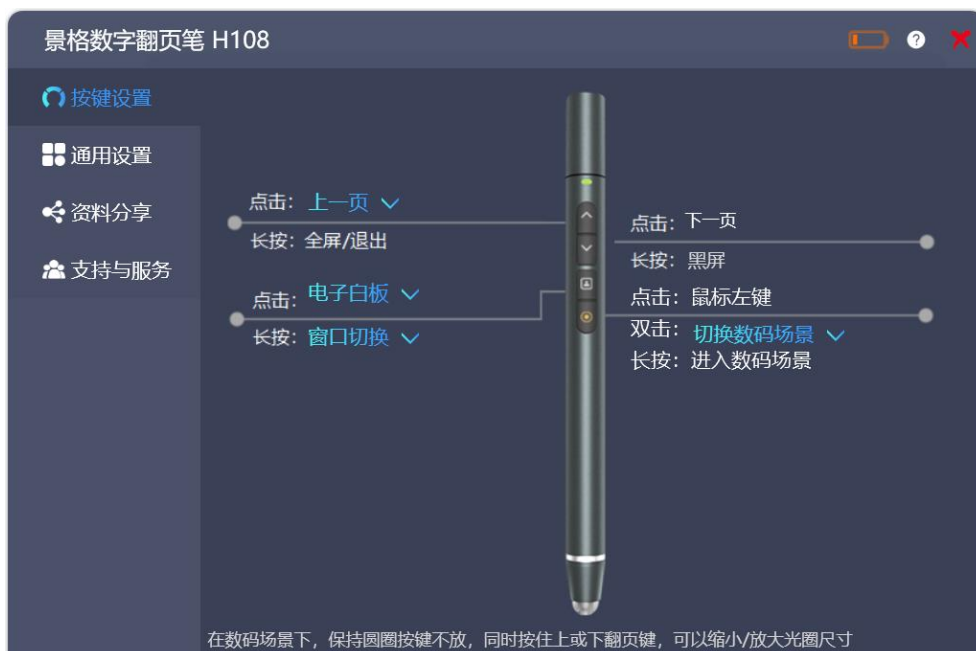 景格数字翻页笔 H108
按键设置
通用设置
资料分享
支持与服务
点击：上一页
长按：全屏/退出
点击：电子白板
长按：窗口切换
点击：下一页
长按：黑屏
点击：鼠标左键
双击：切换数码场景
长按：进入数码场景
在数码场景下，保持圆圈按键不放，同时按住上或下翻页键，可以缩小/放大光圈尺寸